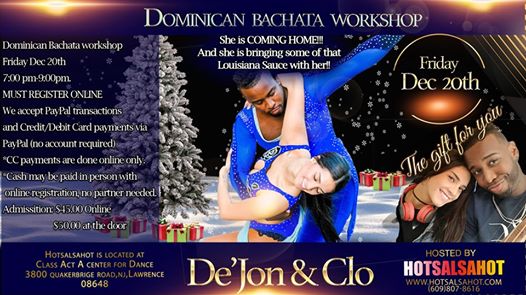 DOMINICAN BACHATA WORKSHOP
She is COMING HOME!!!
And she is bringing some of that
Louisiana Sauce with her!!
Dominican Bachata workshop
Friday Dec 20th
7:00 pm-9:00pm.
MUST REGISTER ONLINE
We accept PayPal transactions
and Credit/Debit Card payments via
PayPal (no account required)
*CC payments are done online only.
*Cash may be paid in person with
online registration, no partner needed.
Admission: $45.00 Online
$50.00 at the door
Friday
Dec 20th
The gift for you
HOTSALSAHOT IS LOCATED AT
CLASS ACT A CENTER FOR DANCE
3800 QUAKERBRIGE ROAD,NJ,LAWRENCE
08648
De'Jon & Clo
HOSTED BY
HOTSALSAHOT
WWW.HOTSALSAHOT.COM
(609)807-8616